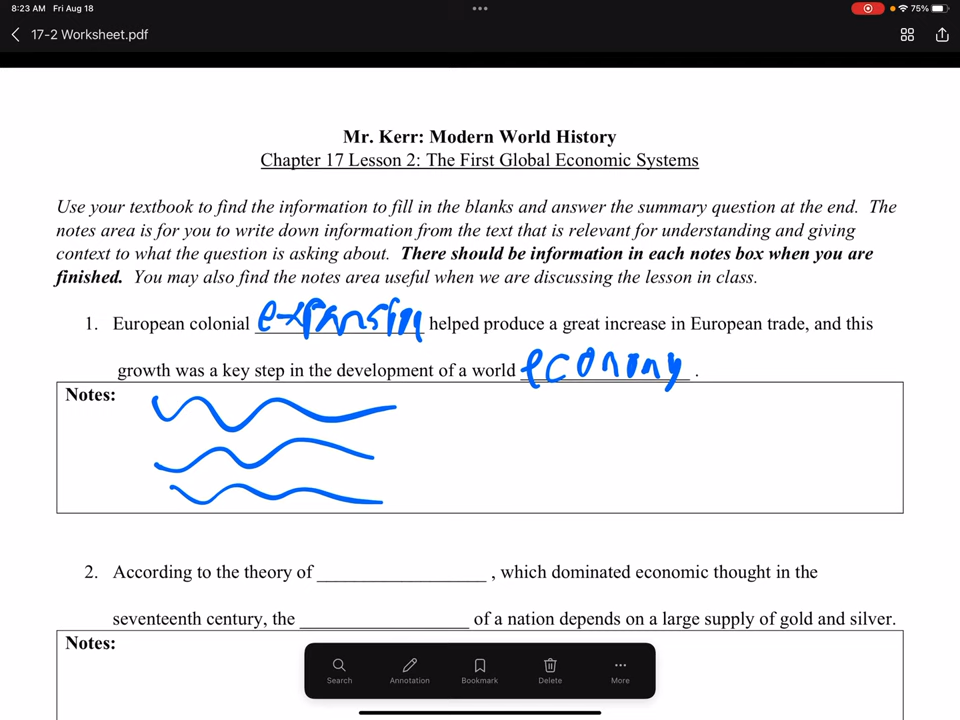 8:23 AM Fri Aug 18
75%
17-2 Worksheet.pdf
Mr. Kerr: Modern World History
Chapter 17 Lesson 2: The First Global Economic Systems
Use your textbook to find the information to fill in the blanks and answer the summary question at the end. The
notes area is for you to write down information from the text that is relevant for understanding and giving
context to what the question is asking about. There should be information in each notes box when you are
finished. You may also find the notes area useful when we are discussing the lesson in class.
1. European colonial expansion helped produce a great increase in European trade, and this
growth was a key step in the development of a world economy .
Notes:
2. According to the theory of __________________ , which dominated economic thought in the
seventeenth century, the __________________ of a nation depends on a large supply of gold and silver.
Notes:
Search Annotation Bookmark Delete More